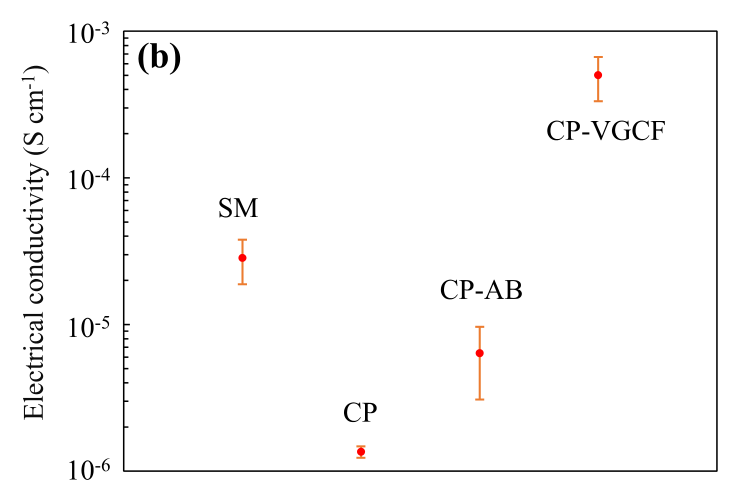 (b)
Electrical conductivity (S cm⁻¹)
10⁻³
10⁻⁴
10⁻⁵
10⁻⁶
SM
CP
CP-AB
CP-VGCF